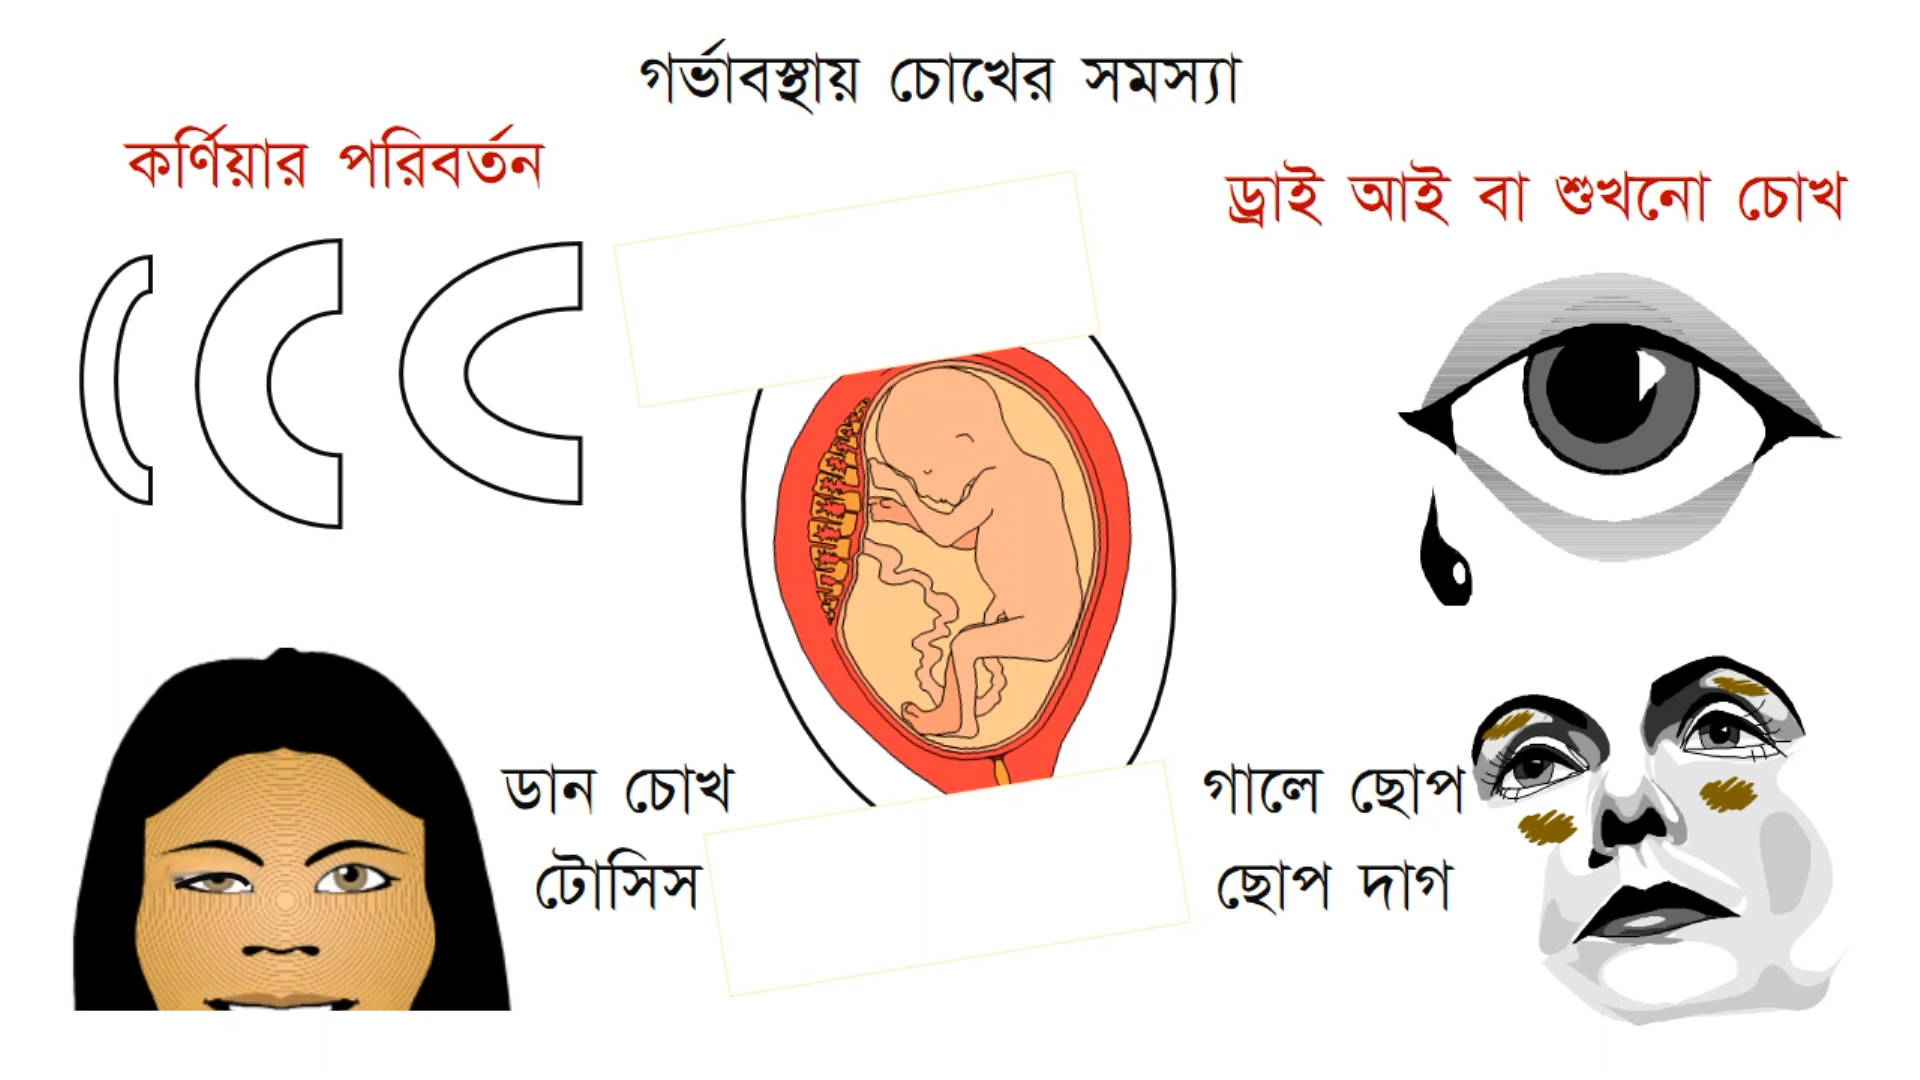 গর্ভাবস্থায় চোখের সমস্যা
কর্ণিয়ার পরিবর্তন
ড্রাই আই বা শুখনো চোখ
ডান চোখ
টোসিস
গালে ছোপ
ছোপ দাগ